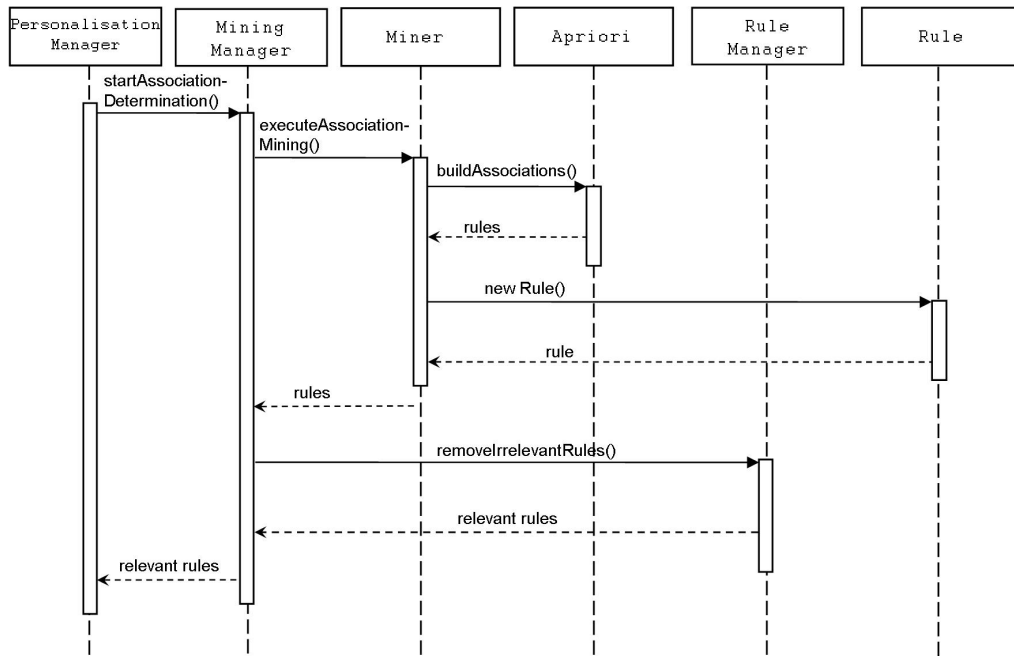 Personalisation
Manager
Mining
Manager
Miner
Apriori
Rule
Manager
Rule
startAssociation-
Determination()
executeAssociation-
Mining()
buildAssociations()
rules
new Rule()
rule
rules
removeIrrelevantRules()
relevant rules
relevant rules